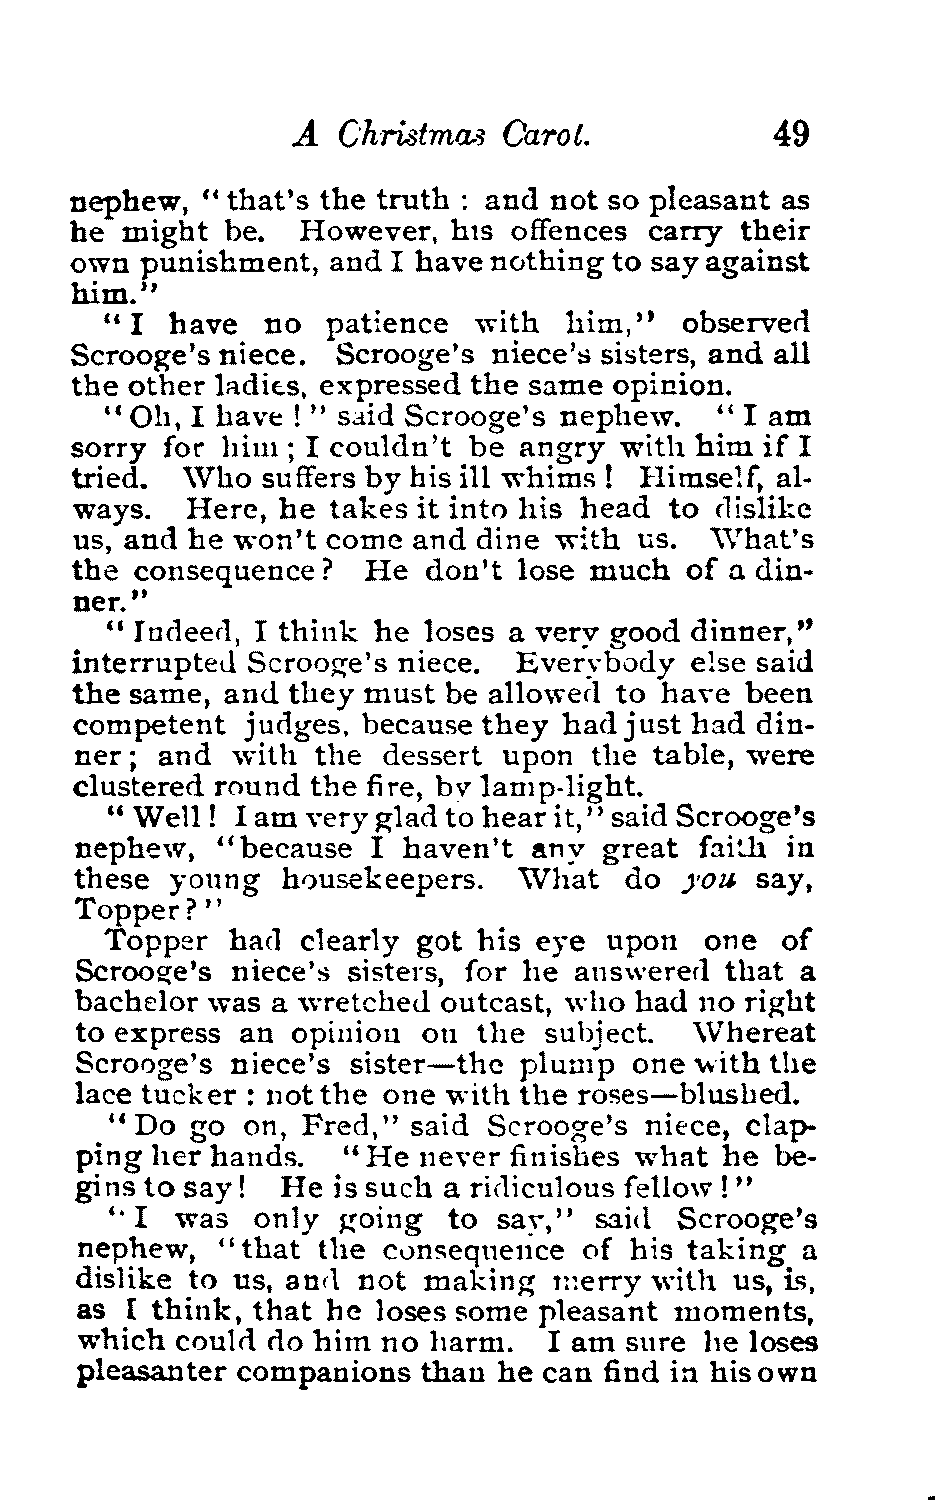 A Christmas Carol. 49
nephew, "that's the truth : and not so pleasant as
he might be. However, his offences carry their
own punishment, and I have nothing to say against
him."
"I have no patience with him," observed
Scrooge's niece. Scrooge's niece's sisters, and all
the other ladies, expressed the same opinion.
"Oh, I have !" said Scrooge's nephew. "I am
sorry for him ; I couldn't be angry with him if I
tried. Who suffers by his ill whims ! Himself, al-
ways. Here, he takes it into his head to dislike
us, and he won't come and dine with us. What's
the consequence? He don't lose much of a din-
ner."
"Indeed, I think he loses a very good dinner,"
interrupted Scrooge's niece. Everybody else said
the same, and they must be allowed to have been
competent judges, because they had just had din-
ner ; and with the dessert upon the table, were
clustered round the fire, by lamp-light.
"Well ! I am very glad to hear it," said Scrooge's
nephew, "because I haven't any great faith in
these young housekeepers. What do you say,
Topper?"
Topper had clearly got his eye upon one of
Scrooge's niece's sisters, for he answered that a
bachelor was a wretched outcast, who had no right
to express an opinion on the subject. Whereat
Scrooge's niece's sister—the plump one with the
lace tucker : not the one with the roses—blushed.
"Do go on, Fred," said Scrooge's niece, clap-
ping her hands. "He never finishes what he be-
gins to say! He is such a ridiculous fellow !"
"I was only going to say," said Scrooge's
nephew, "that the consequence of his taking a
dislike to us, and not making merry with us, is,
as I think, that he loses some pleasant moments,
which could do him no harm. I am sure he loses
pleasanter companions than he can find in his own